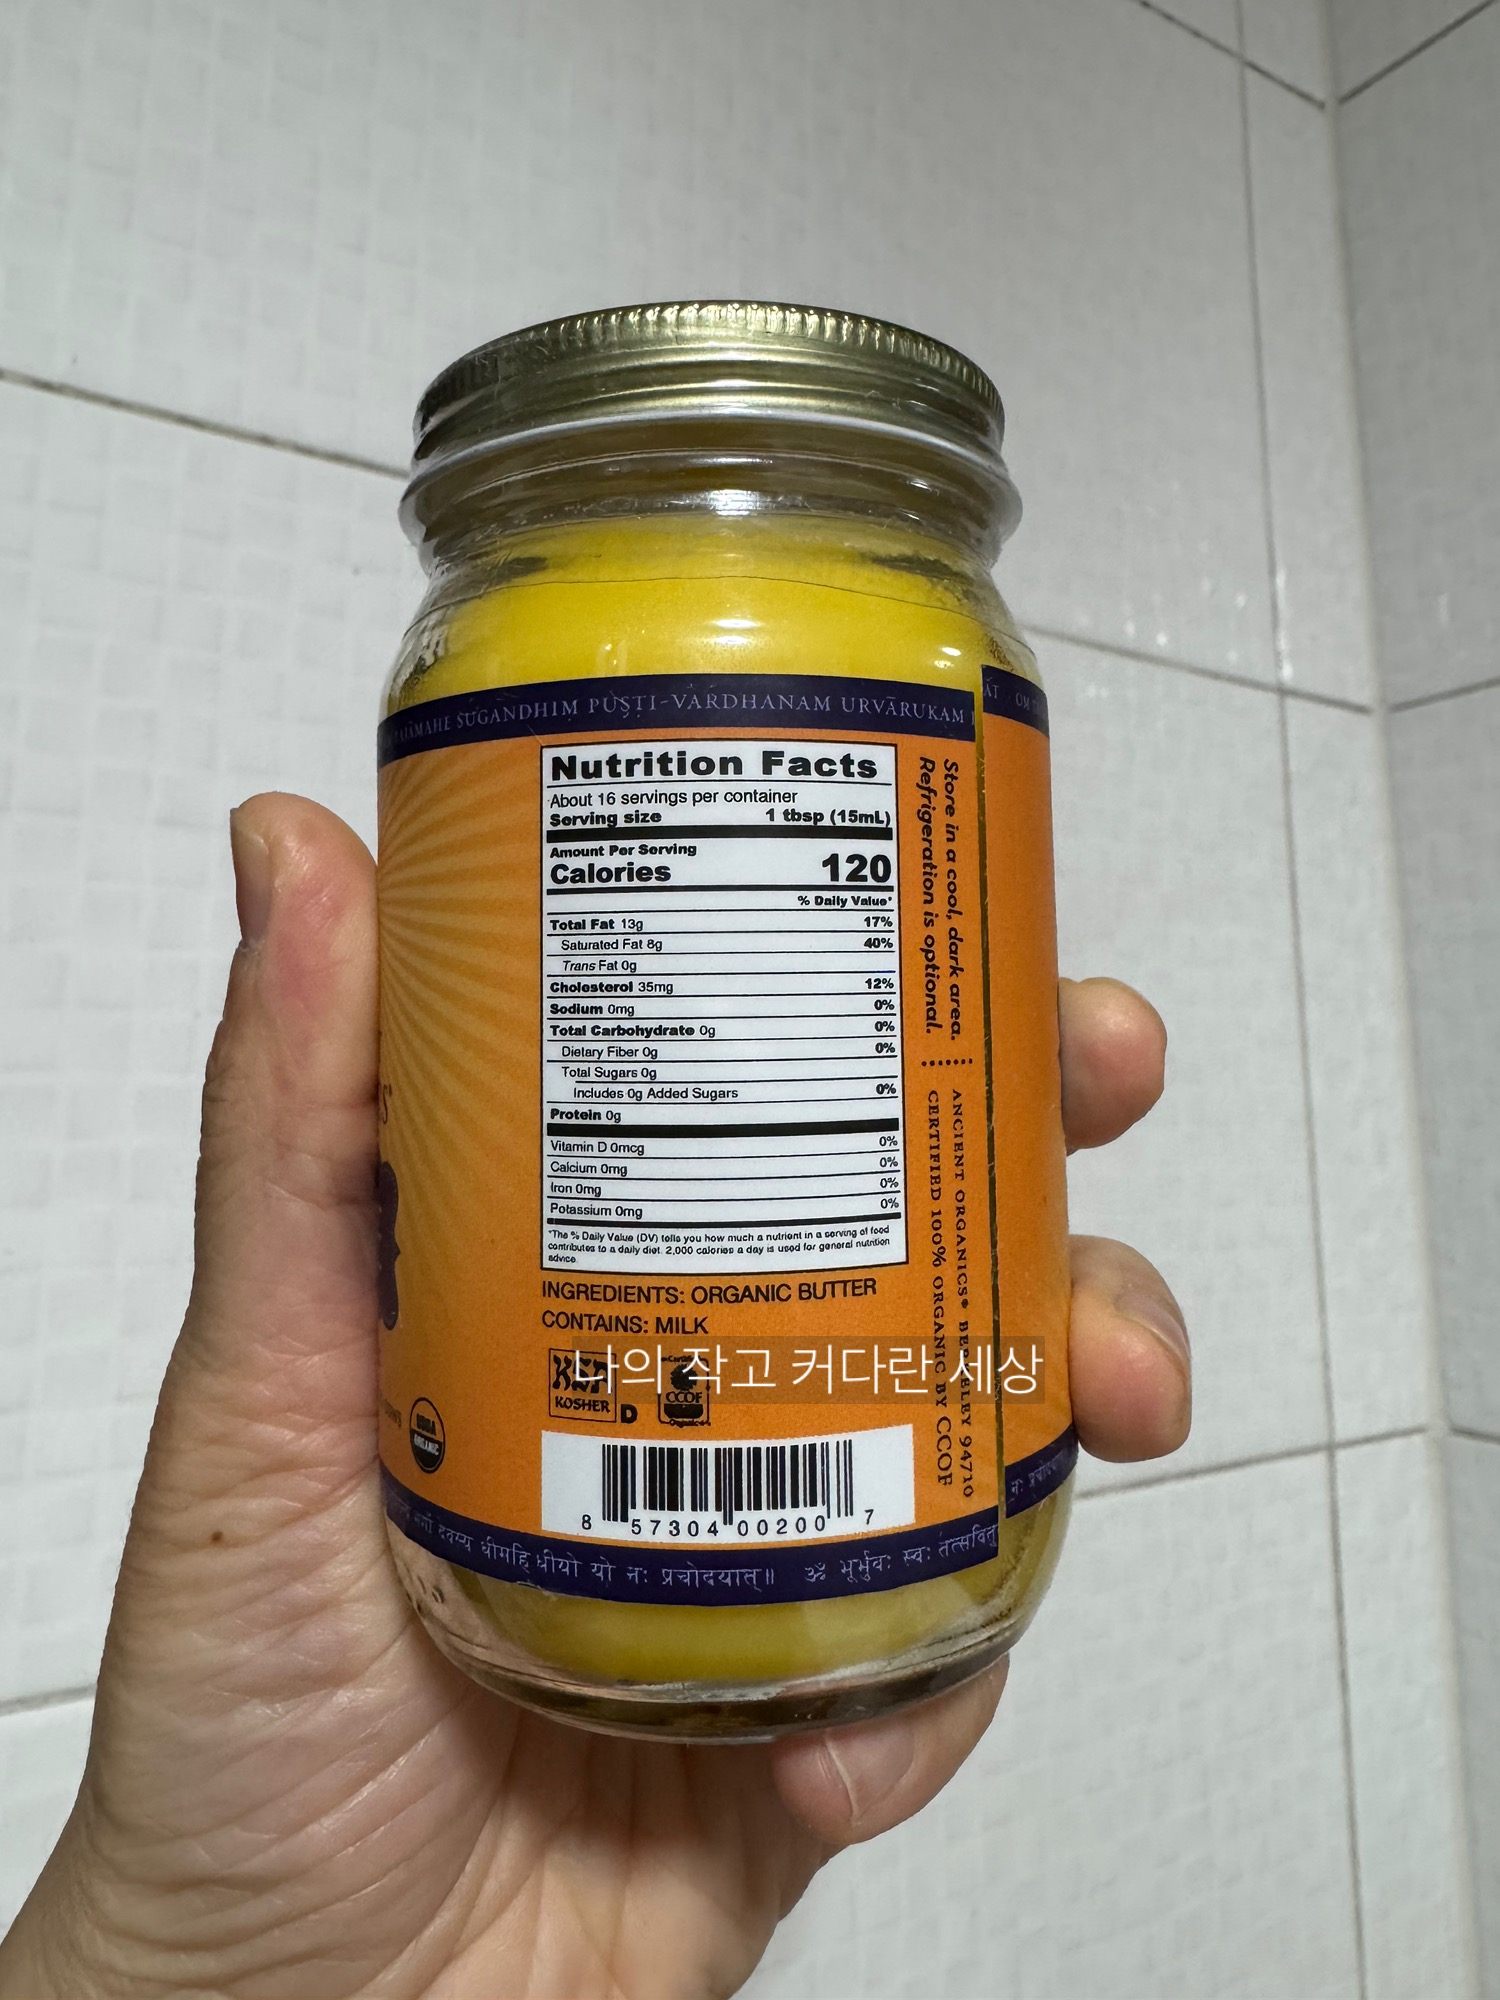 SUGANDHIM PUṢṬI-VARDHANAM URVĀRUKAM
Nutrition Facts
About 16 servings per container
Serving size 1 tbsp (15mL)
Amount Per Serving
Calories 120
% Daily Value*
Total Fat 13g 17%
Saturated Fat 8g 40%
Trans Fat 0g
Cholesterol 35mg 12%
Sodium 0mg 0%
Total Carbohydrate 0g 0%
Dietary Fiber 0g 0%
Total Sugars 0g
Includes 0g Added Sugars 0%
Protein 0g
Vitamin D 0mcg 0%
Calcium 0mg 0%
Iron 0mg 0%
Potassium 0mg 0%
*The % Daily Value (DV) tells you how much a nutrient in a serving of food
contributes to a daily diet. 2,000 calories a day is used for general nutrition
advice.
INGREDIENTS: ORGANIC BUTTER
CONTAINS: MILK
Store in a cool, dark area.
Refrigeration is optional.
ANCIENT ORGANICS® BERKELEY 94710
CERTIFIED 100% ORGANIC BY CCOF
나의 작고 커다란 세상
KSA
KOSHER D
CCOF
USDA
ORGANIC
8 57304 00200 7
धीमहि धीयो यो नः प्रचोदयात्॥ ॐ भूर्भुवः स्वः तत्सवितु